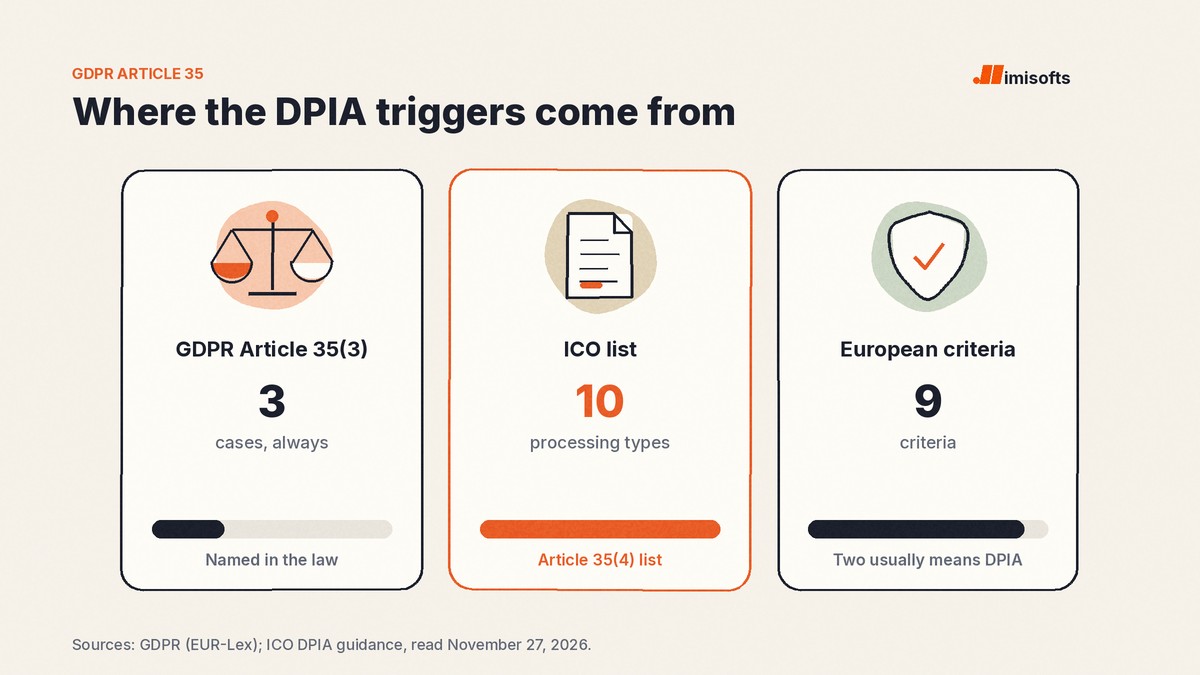 GDPR ARTICLE 35
imisofts
Where the DPIA triggers come from
GDPR Article 35(3)
3
cases, always
Named in the law
ICO list
10
processing types
Article 35(4) list
European criteria
9
criteria
Two usually means DPIA
Sources: GDPR (EUR-Lex); ICO DPIA guidance, read November 27, 2026.